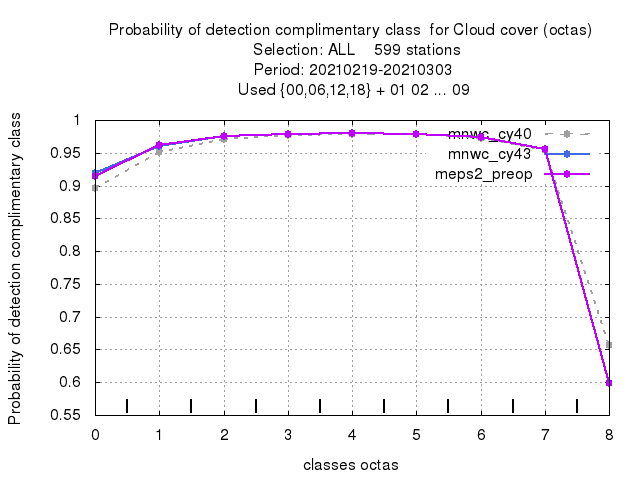 Probability of detection complimentary class  for Cloud cover (octas)
Selection: ALL    599 stations
Period: 20210219-20210303
Used {00,06,12,18} + 01 02 ... 09
Probability of detection complimentary class
1
0.95
0.9
0.85
0.8
0.75
0.7
0.65
0.6
0.55
mnwc_cy40
mnwc_cy43
meps2_preop
0 1 2 3 4 5 6 7 8
classes octas